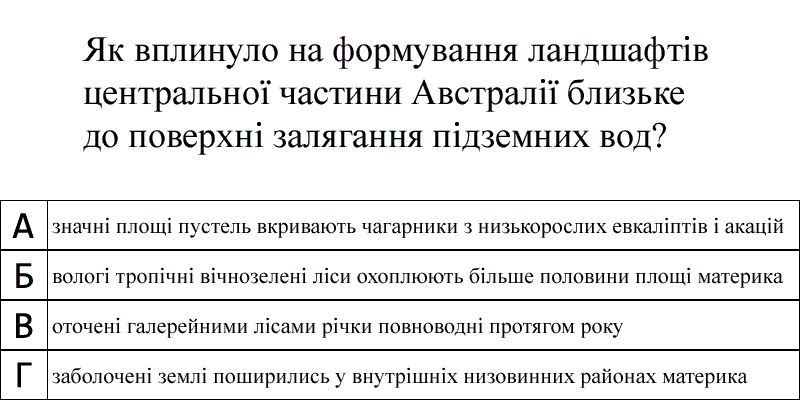 Як вплинуло на формування ландшафтів
центральної частини Австралії близьке
до поверхні залягання підземних вод?
А значні площі пустель вкривають чагарники з низькорослих евкаліптів і акацій
Б вологі тропічні вічнозелені ліси охоплюють більше половини площі материка
В оточені галерейними лісами річки повноводні протягом року
Г заболочені землі поширились у внутрішніх низовинних районах материка